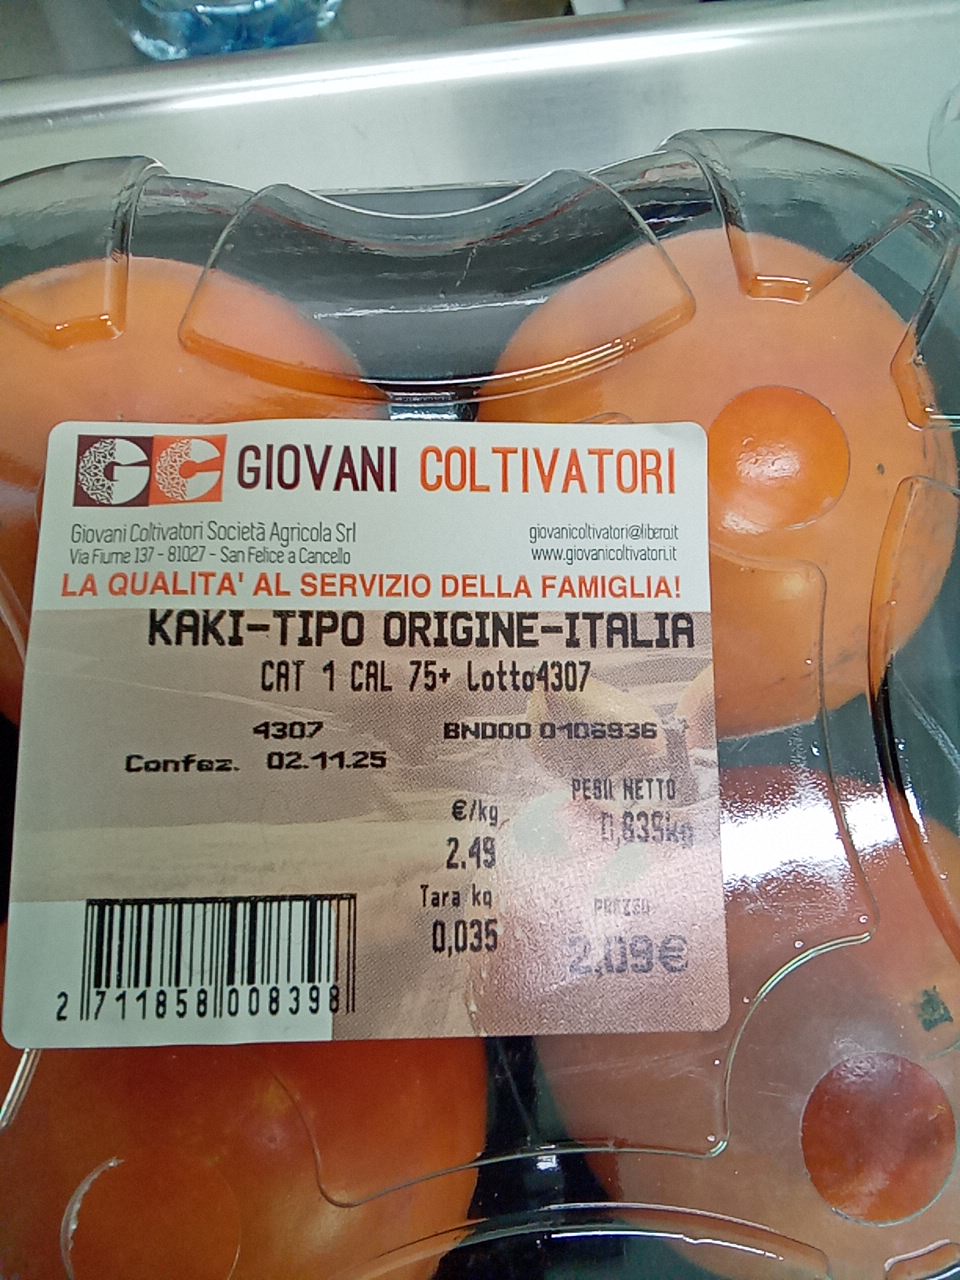 GC GIOVANI COLTIVATORI
Giovani Coltivatori Società Agricola Srl
giovanicoltivatori@libero.it
Via Fiume 137 - 81027 - San Felice a Cancello
www.giovanicoltivatori.it
LA QUALITA' AL SERVIZIO DELLA FAMIGLIA!
KAKI-TIPO ORIGINE-ITALIA
CAT 1 CAL 75+ Lotto4307
4307 BND00 0106936
Confez. 02.11.25
PESO NETTO
€/kg
0,839kg
2.49
Tara kg
PREZZO
0,035
2.09€
2 711858 008398